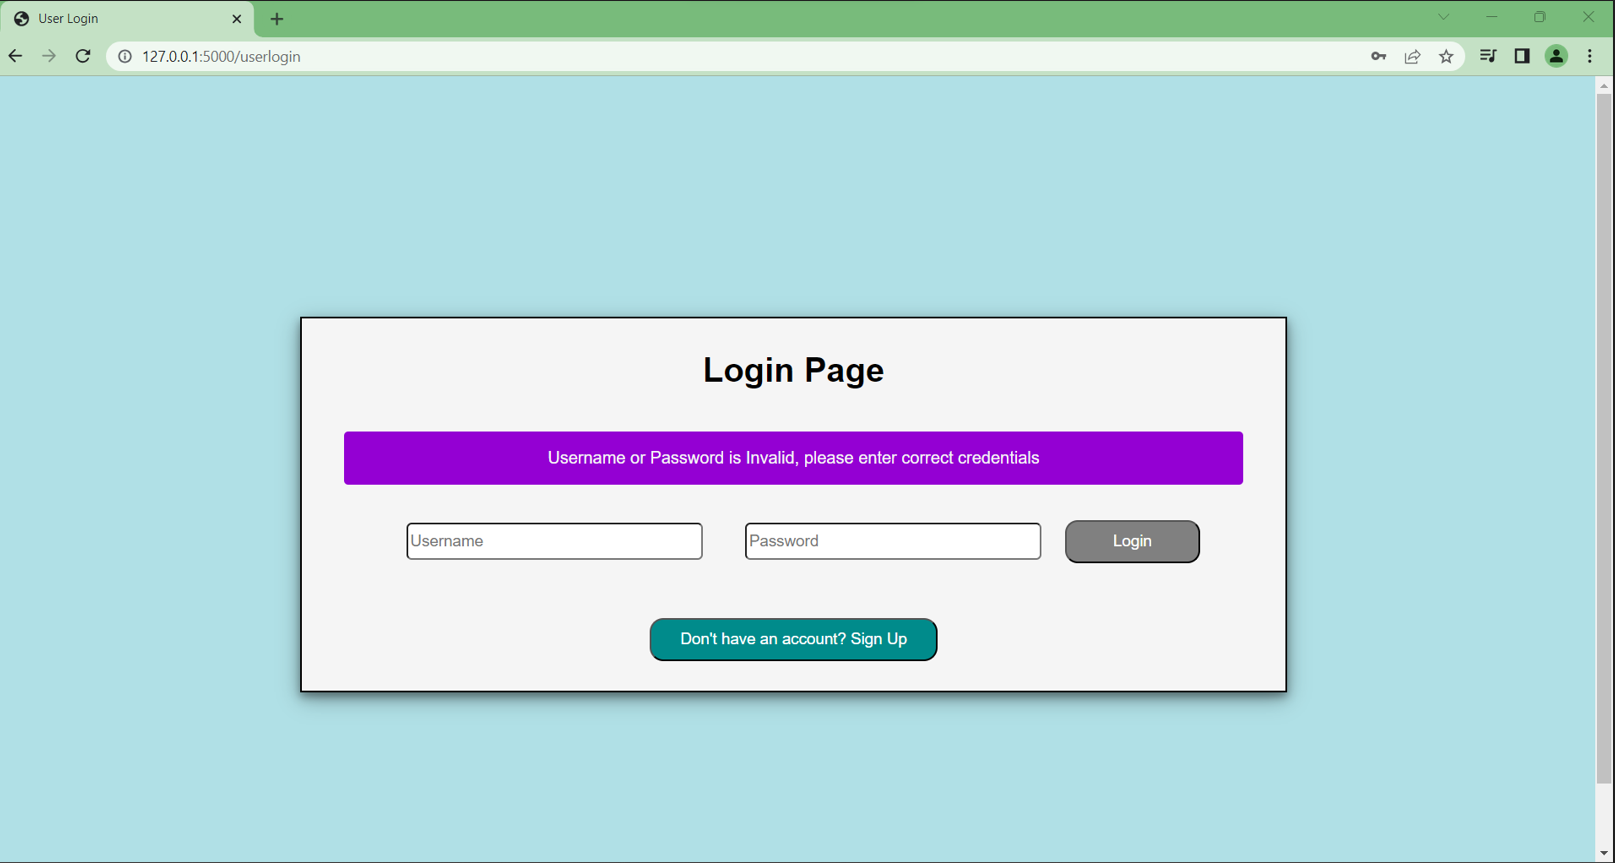 User Login
127.0.0.1:5000/userlogin
Login Page
Username or Password is Invalid, please enter correct credentials
Username Password Login
Don't have an account? Sign Up